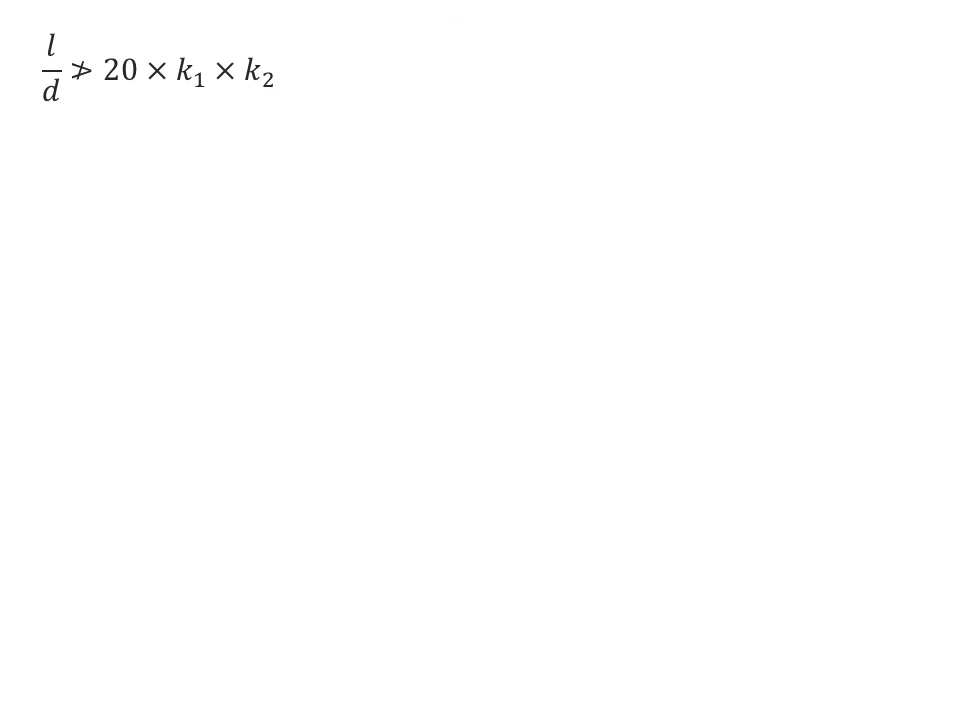 l/d ≯ 20 × k₁ × k₂